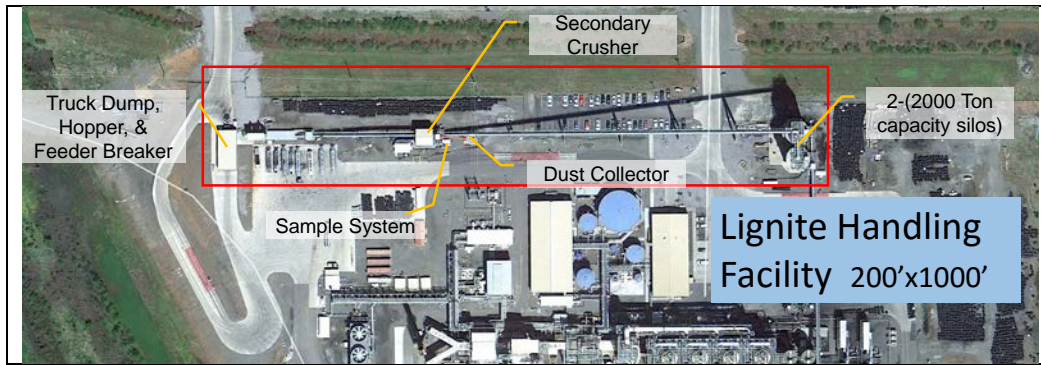 Secondary
Crusher
Truck Dump,
Hopper, &
Feeder Breaker
2-(2000 Ton
capacity silos)
Dust Collector
Sample System
Lignite Handling
Facility 200’x1000’